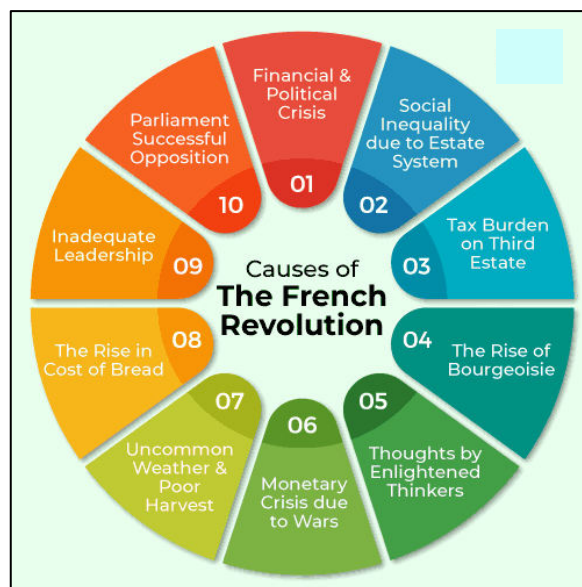 Causes of
The French
Revolution
Financial &
Political
Crisis
01
Social
Inequality
due to Estate
System
02
Tax Burden
on Third
Estate
03
The Rise of
Bourgeoisie
04
Thoughts by
Enlightened
Thinkers
05
Monetary
Crisis due
to Wars
06
Uncommon
Weather &
Poor
Harvest
07
The Rise in
Cost of Bread
08
Inadequate
Leadership
09
Parliament
Successful
Opposition
10